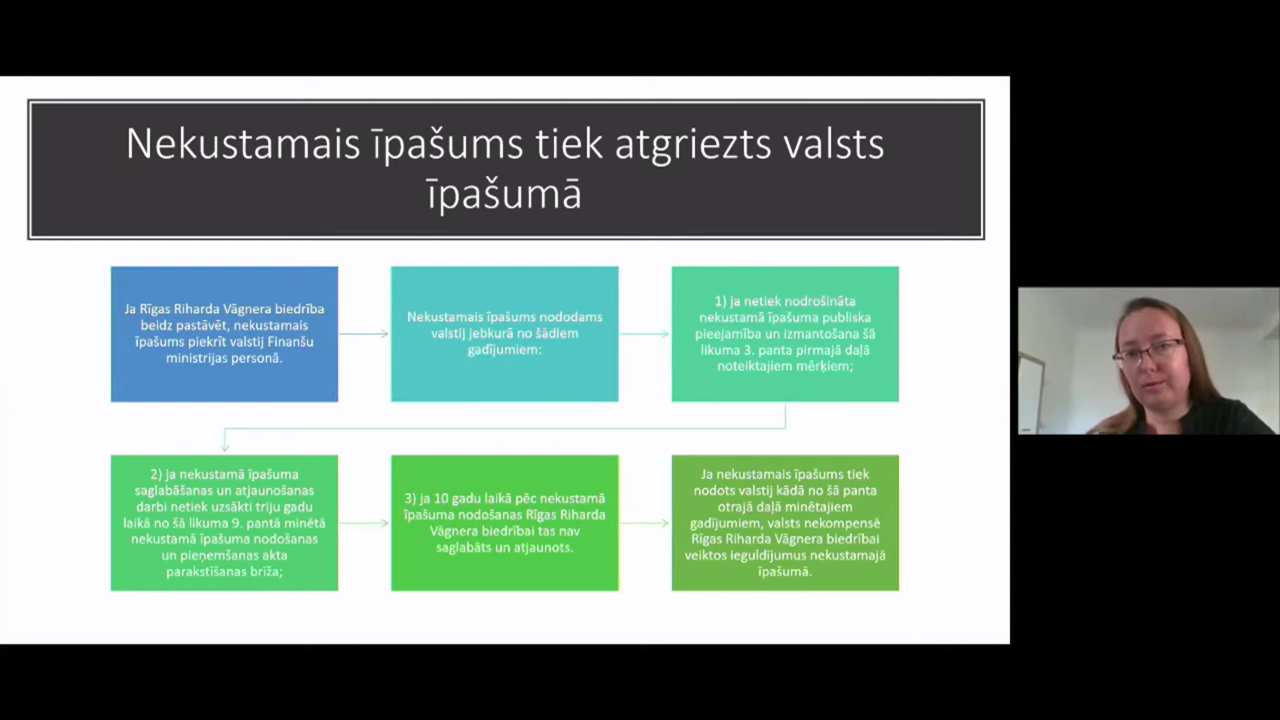 Nekustamais īpašums tiek atgriezts valsts
īpašumā
Ja Rīgas Riharda Vāgnera biedrība
beidz pastāvēt, nekustamais
īpašums piekrīt valstij Finanšu
ministrijas personā.
Nekustamais īpašums nododams
valstij jebkurā no šādiem
gadījumiem:
1) ja netiek nodrošināta
nekustamā īpašuma publiska
pieejamība un izmantošana šā
likuma 3. panta pirmajā daļā
noteiktajiem mērķiem;
2) ja nekustamā īpašuma
saglabāšanas un atjaunošanas
darbi netiek uzsākti triju gadu
laikā no šā likuma 9. pantā minētā
nekustamā īpašuma nodošanas
un pieņemšanas akta
parakstīšanas brīža;
3) ja 10 gadu laikā pēc nekustamā
īpašuma nodošanas Rīgas Riharda
Vāgnera biedrībai tas nav
saglabāts un atjaunots.
Ja nekustamais īpašums tiek
nodots valstij kādā no šā panta
otrajā daļā minētajiem
gadījumiem, valsts nekompensē
Rīgas Riharda Vāgnera biedrībai
veiktos ieguldījumus nekustamajā
īpašumā.